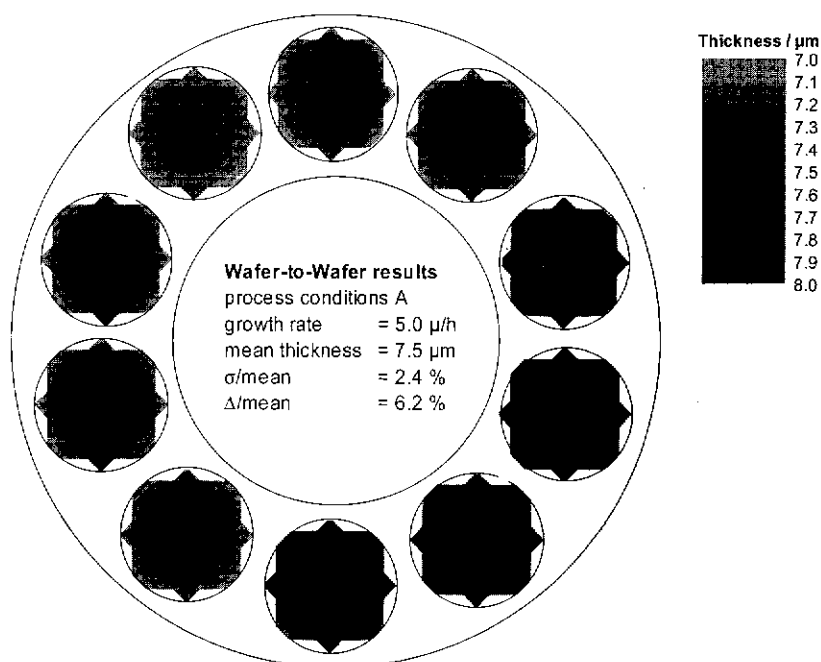 Thickness / µm
7.0
7.1
7.2
7.3
7.4
7.5
7.6
7.7
7.8
7.9
8.0
Wafer-to-Wafer results
process conditions A
growth rate = 5.0 µ/h
mean thickness = 7.5 µm
σ/mean = 2.4 %
Δ/mean = 6.2 %